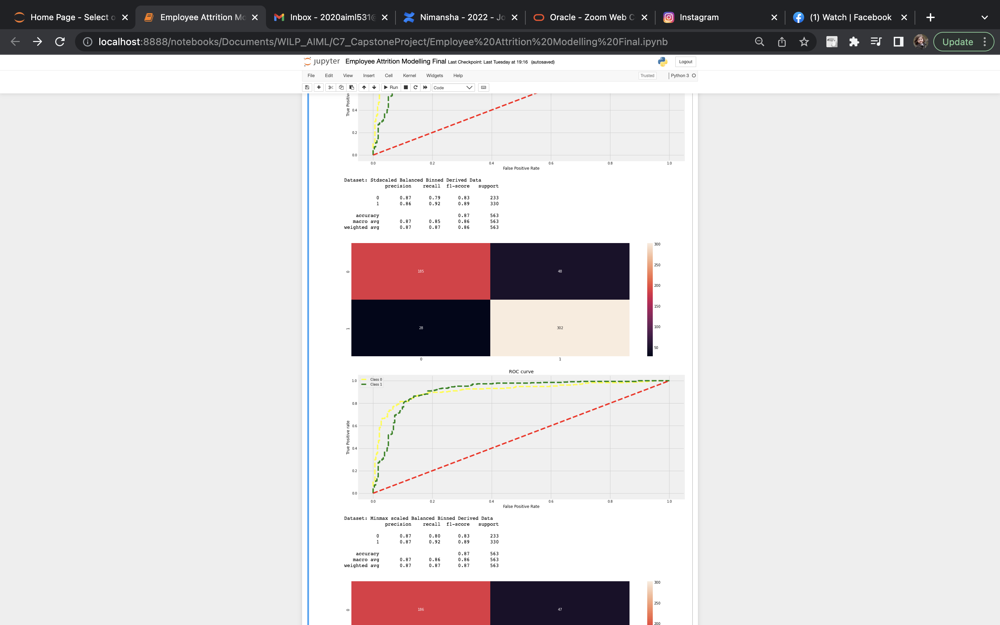 Home Page - Select o
Employee Attrition Mo
Inbox - 2020aiml531@
Nimansha - 2022 - Jo
Oracle - Zoom Web C
Instagram
(1) Watch | Facebook
localhost:8888/notebooks/Documents/WILP_AIML/C7_CapstoneProject/Employee%20Attrition%20Modelling%20Final.ipynb
Update
jupyter Employee Attrition Modelling Final Last Checkpoint: Last Tuesday at 19:16 (autosaved)
Logout
File Edit View Insert Cell Kernel Widgets Help
Trusted
Python 3
Run
Code
True Positiv
0.4
0.2
0.0
0.0 0.2 0.4 0.6 0.8 1.0
False Positive Rate
Dataset: Stdscaled Balanced Binned Derived Data
precision recall f1-score support
0 0.87 0.79 0.83 233
1 0.86 0.92 0.89 330
accuracy 0.87 563
macro avg 0.87 0.85 0.86 563
weighted avg 0.87 0.87 0.86 563
300
250
200
150
100
50
0 185 48
1 28 302
0 1
ROC curve
Class 0
Class 1
True Positive rate
1.0
0.8
0.6
0.4
0.2
0.0
0.0 0.2 0.4 0.6 0.8 1.0
False Positive Rate
Dataset: Minmax scaled Balanced Binned Derived Data
precision recall f1-score support
0 0.87 0.80 0.83 233
1 0.87 0.92 0.89 330
accuracy 0.87 563
macro avg 0.87 0.86 0.86 563
weighted avg 0.87 0.87 0.87 563
300
250
200
0 186 47